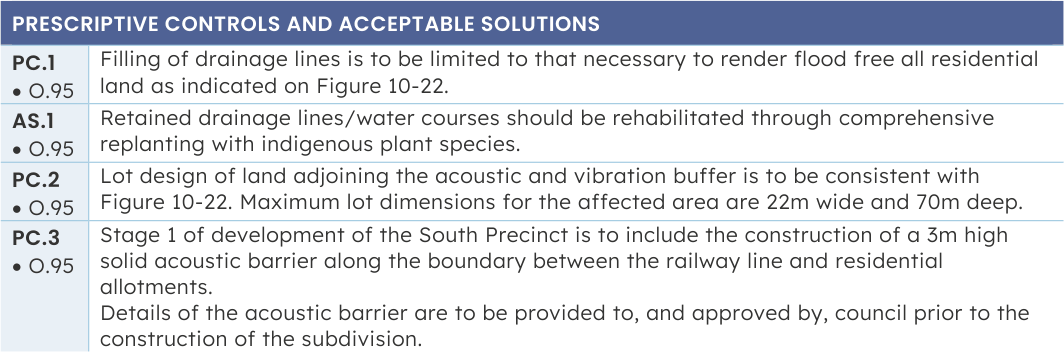 PRESCRIPTIVE CONTROLS AND ACCEPTABLE SOLUTIONS
PC.1
• O.95
Filling of drainage lines is to be limited to that necessary to render flood free all residential
land as indicated on Figure 10-22.
AS.1
• O.95
Retained drainage lines/water courses should be rehabilitated through comprehensive
replanting with indigenous plant species.
PC.2
• O.95
Lot design of land adjoining the acoustic and vibration buffer is to be consistent with
Figure 10-22. Maximum lot dimensions for the affected area are 22m wide and 70m deep.
PC.3
• O.95
Stage 1 of development of the South Precinct is to include the construction of a 3m high
solid acoustic barrier along the boundary between the railway line and residential
allotments.
Details of the acoustic barrier are to be provided to, and approved by, council prior to the
construction of the subdivision.